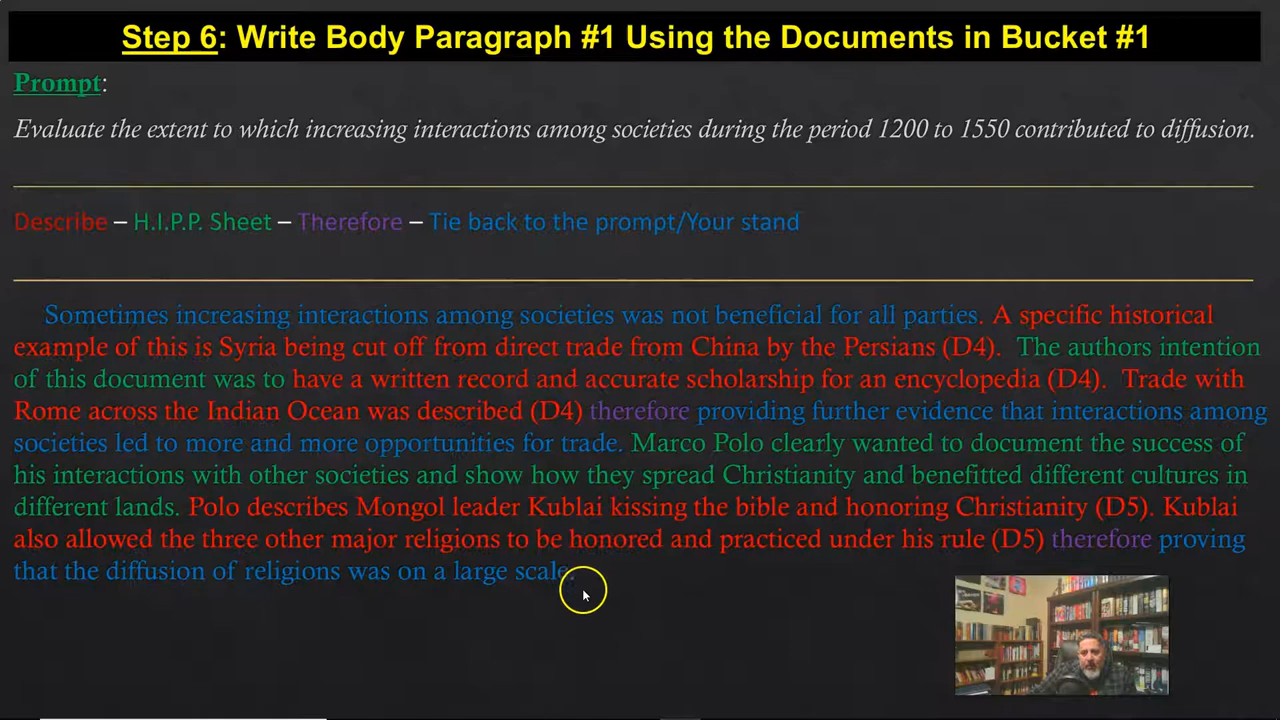 Step 6: Write Body Paragraph #1 Using the Documents in Bucket #1
Prompt:
Evaluate the extent to which increasing interactions among societies during the period 1200 to 1550 contributed to diffusion.
Describe – H.I.P.P. Sheet – Therefore – Tie back to the prompt/Your stand
Sometimes increasing interactions among societies was not beneficial for all parties. A specific historical
example of this is Syria being cut off from direct trade from China by the Persians (D4). The authors intention
of this document was to have a written record and accurate scholarship for an encyclopedia (D4). Trade with
Rome across the Indian Ocean was described (D4) therefore providing further evidence that interactions among
societies led to more and more opportunities for trade. Marco Polo clearly wanted to document the success of
his interactions with other societies and show how they spread Christianity and benefitted different cultures in
different lands. Polo describes Mongol leader Kublai kissing the bible and honoring Christianity (D5). Kublai
also allowed the three other major religions to be honored and practiced under his rule (D5) therefore proving
that the diffusion of religions was on a large scale.